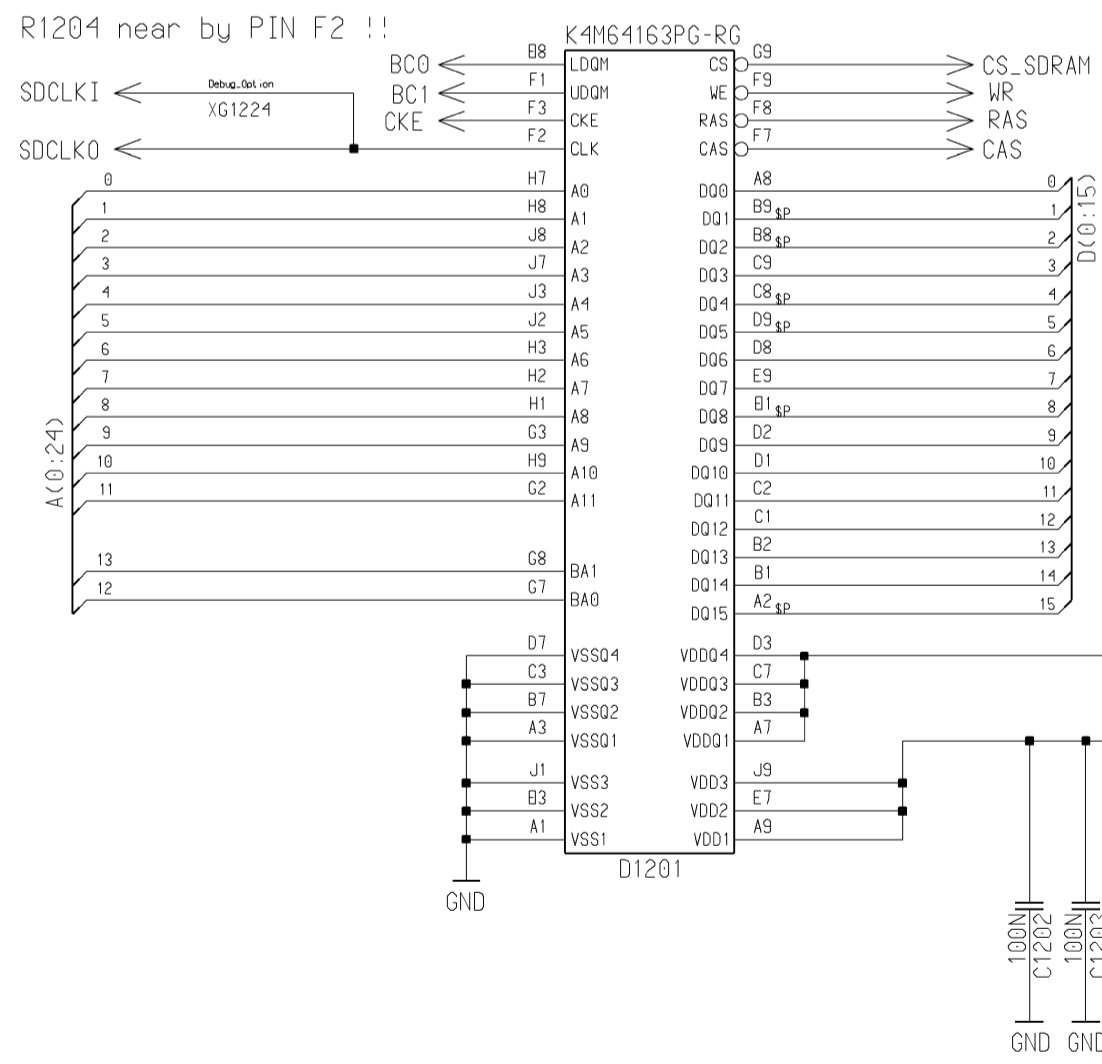 R1204 near by PIN F2 !!
K4M64163PG-RG
BC0 E8 LDQM CS G9 CS_SDRAM
SDCLKI Debug_Option XG1224 BC1 F1 UDQM WE F9 WR
CKE F3 CKE RAS F8 RAS
SDCLKO F2 CLK CAS F7 CAS
0 H7 A0 DQ0 A8 0
1 H8 A1 DQ1 B9 $P 1
2 J8 A2 DQ2 B8 $P 2
3 J7 A3 DQ3 C9 3
4 J3 A4 DQ4 C8 $P 4
5 J2 A5 DQ5 D9 $P 5
6 H3 A6 DQ6 D8 6
7 H2 A7 DQ7 E9 7
8 H1 A8 DQ8 E1 $P 8
9 G3 A9 DQ9 D2 9
10 H9 A10 DQ10 D1 10
11 G2 A11 DQ11 C2 11
DQ12 C1 12
13 G8 BA1 DQ13 B2 13
12 G7 BA0 DQ14 B1 14
DQ15 A2 $P 15
A(0:24)
D(0:15)
D7 VSSQ4 VDDQ4 D3
C3 VSSQ3 VDDQ3 C7
B7 VSSQ2 VDDQ2 B3
A3 VSSQ1 VDDQ1 A7
J1 VSS3 VDD3 J9
E3 VSS2 VDD2 E7
A1 VSS1 VDD1 A9
D1201
GND
100N
C1202
100N
C1203
GND
GND